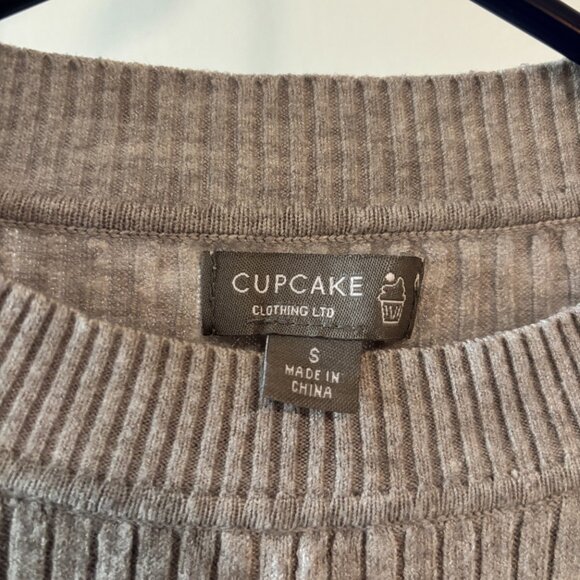 CUPCAKE
CLOTHING LTD
S
MADE IN
CHINA